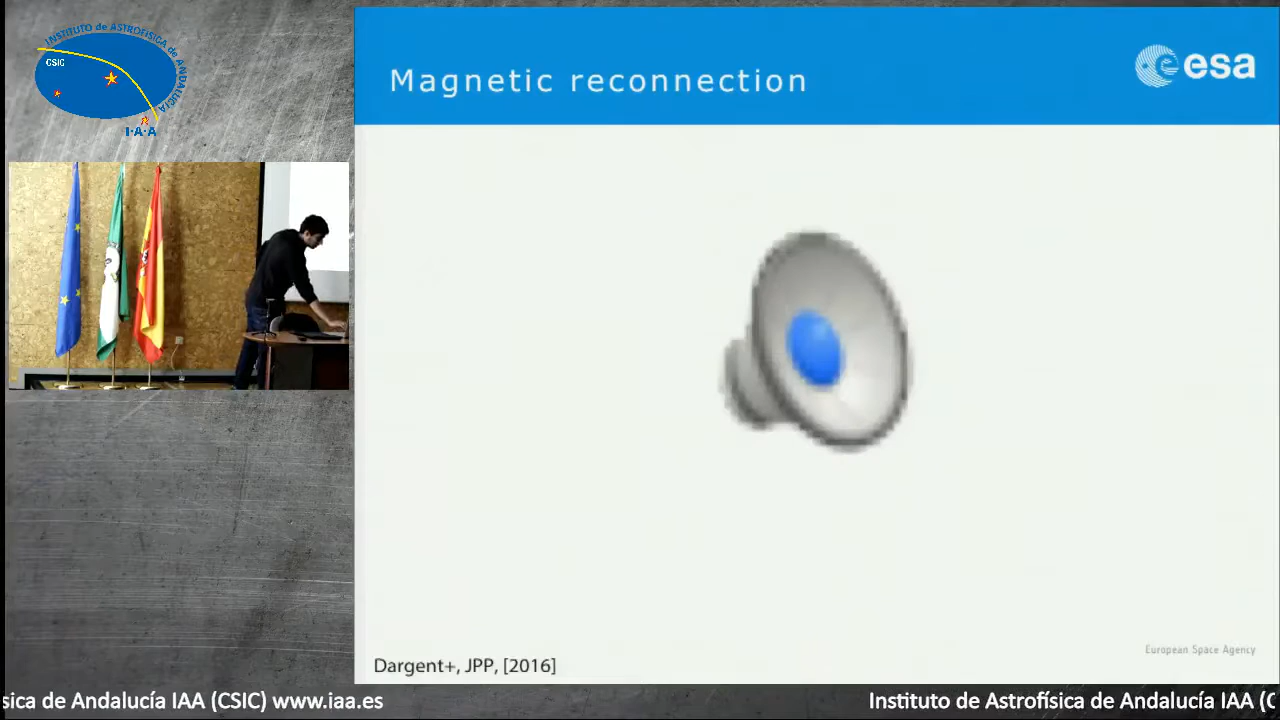 INSTITUTO de ASTROFÍSICA de ANDALUCÍA
CSIC
I-A-A
Magnetic reconnection
esa
Dargent+, JPP, [2016]
European Space Agency
sica de Andalucía IAA (CSIC) www.iaa.es
Instituto de Astrofísica de Andalucía IAA (C